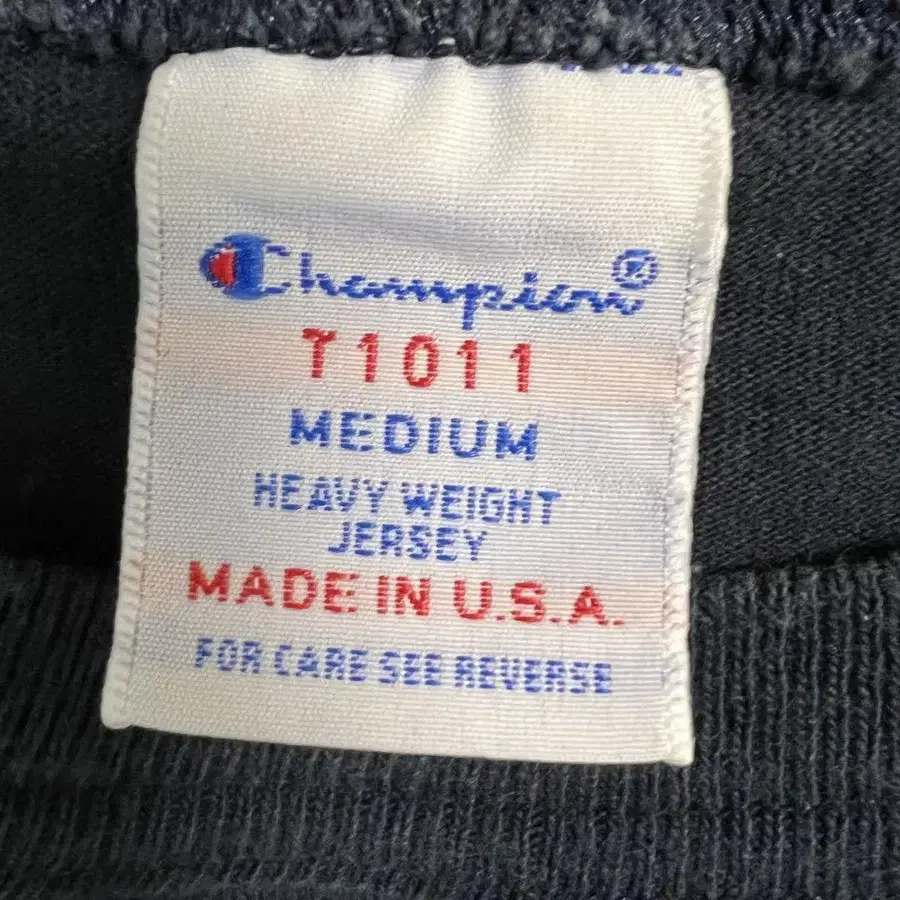 Champion®
T1011
MEDIUM
HEAVY WEIGHT
JERSEY
MADE IN U.S.A.
FOR CARE SEE REVERSE